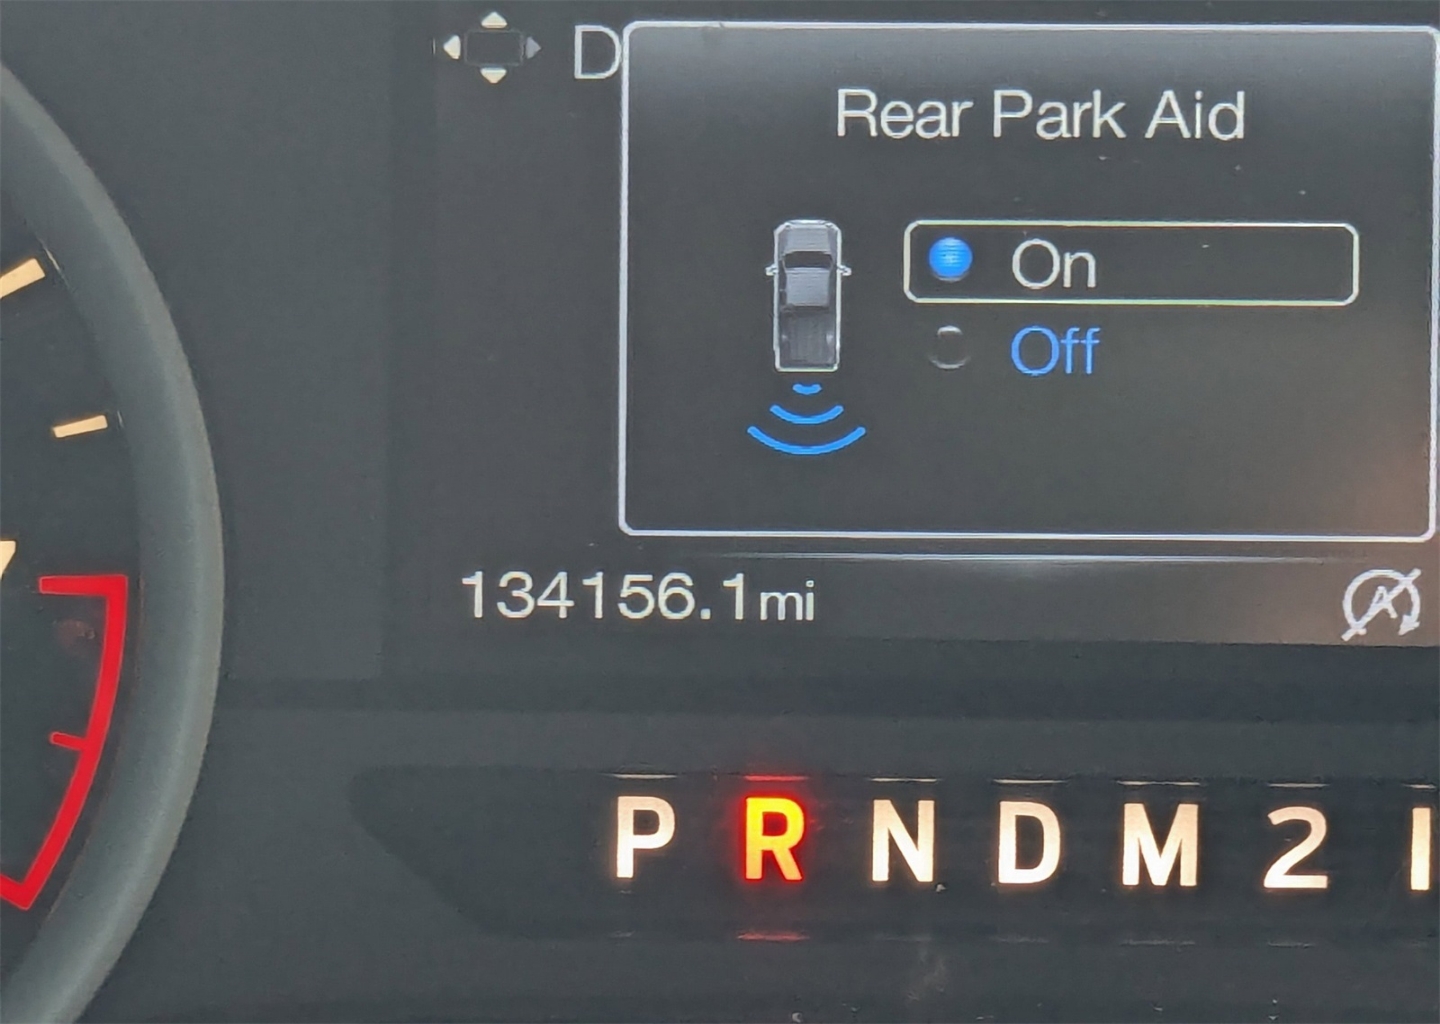 D
Rear Park Aid
On
Off
134156.1mi
A
P R N D M 2